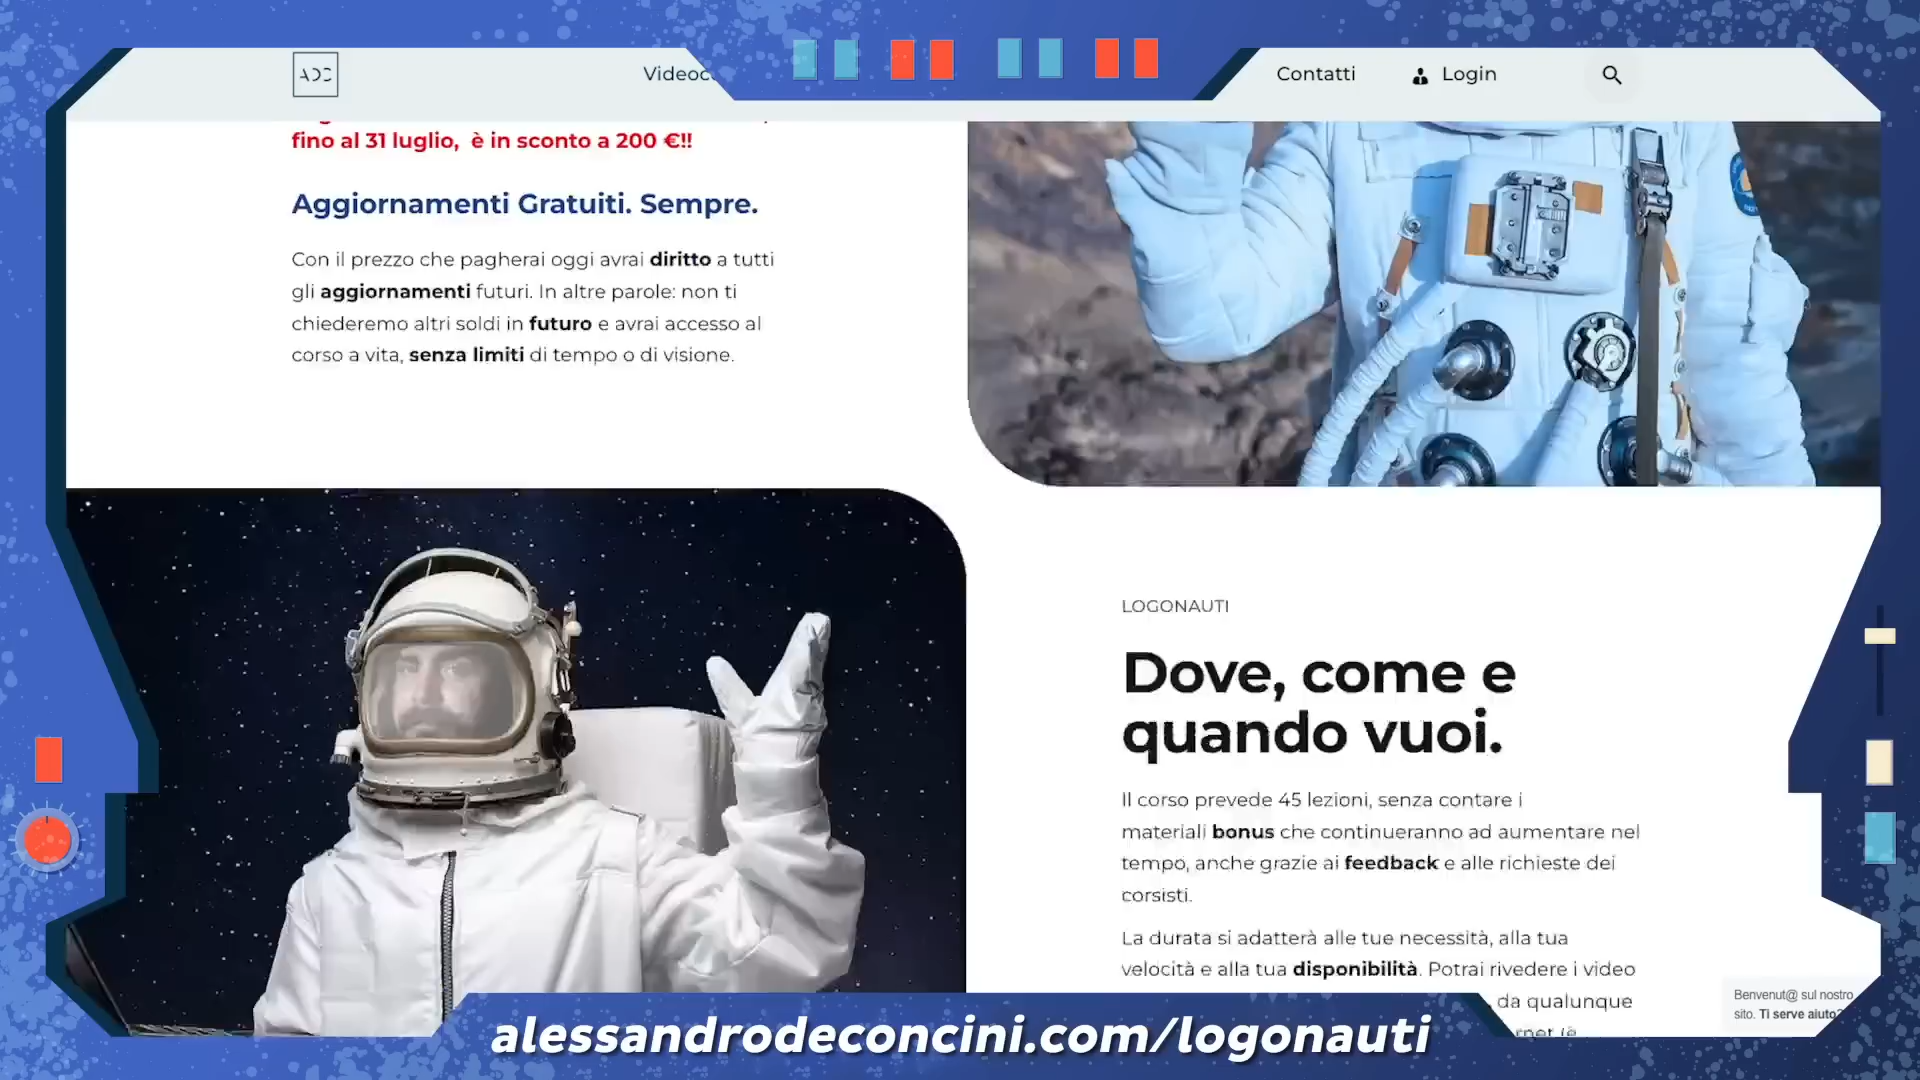 ADC
Contatti
Login
fino al 31 luglio, è in sconto a 200 €!!
Aggiornamenti Gratuiti. Sempre.
Con il prezzo che pagherai oggi avrai diritto a tutti
gli aggiornamenti futuri. In altre parole: non ti
chiederemo altri soldi in futuro e avrai accesso al
corso a vita, senza limiti di tempo o di visione.
LOGONAUTI
Dove, come e
quando vuoi.
Il corso prevede 45 lezioni, senza contare i
materiali bonus che continueranno ad aumentare nel
tempo, anche grazie ai feedback e alle richieste dei
corsisti.
La durata si adatterà alle tue necessità, alla tua
velocità e alla tua disponibilità. Potrai rivedere i video
da qualunque
Benvenut@ sul nostro
sito. Ti serve aiuto?
alessandrodeconcini.com/logonauti